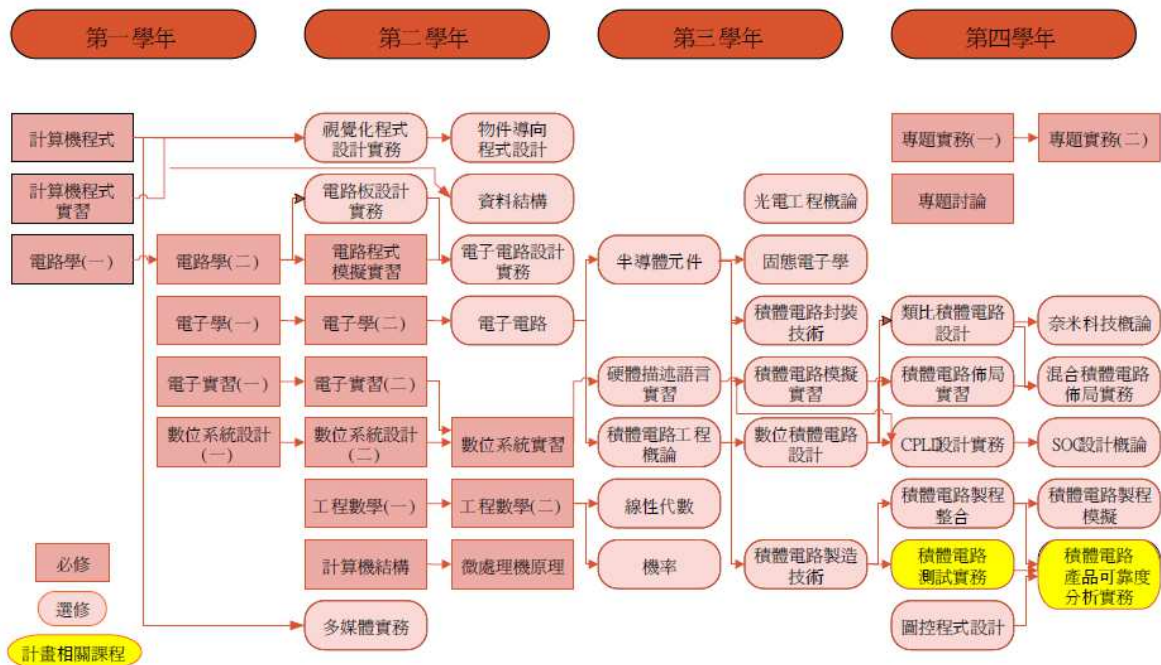 第一學年
第二學年
第三學年
第四學年
計算機程式
視覺化程式
設計實務
物件導向
程式設計
專題實務(一)
專題實務(二)
計算機程式
實習
電路板設計
實務
資料結構
光電工程概論
專題討論
電路學(一)
電路學(二)
電路程式
模擬實習
電子電路設計
實務
半導體元件
固態電子學
電子學(一)
電子學(二)
電子電路
積體電路封裝
技術
類比積體電路
設計
奈米科技概論
電子實習(一)
電子實習(二)
硬體描述語言
實習
積體電路模擬
實習
積體電路佈局
實習
混合積體電路
佈局實務
數位系統設計
(一)
數位系統設計
(二)
數位系統實習
積體電路工程
概論
數位積體電路
設計
CPLD設計實務
SOC設計概論
工程數學(一)
工程數學(二)
線性代數
積體電路製程
整合
積體電路製程
模擬
必修
計算機結構
微處理機原理
機率
積體電路製造
技術
積體電路
測試實務
積體電路
產品可靠度
分析實務
選修
多媒體實務
圖控程式設計
計畫相關課程